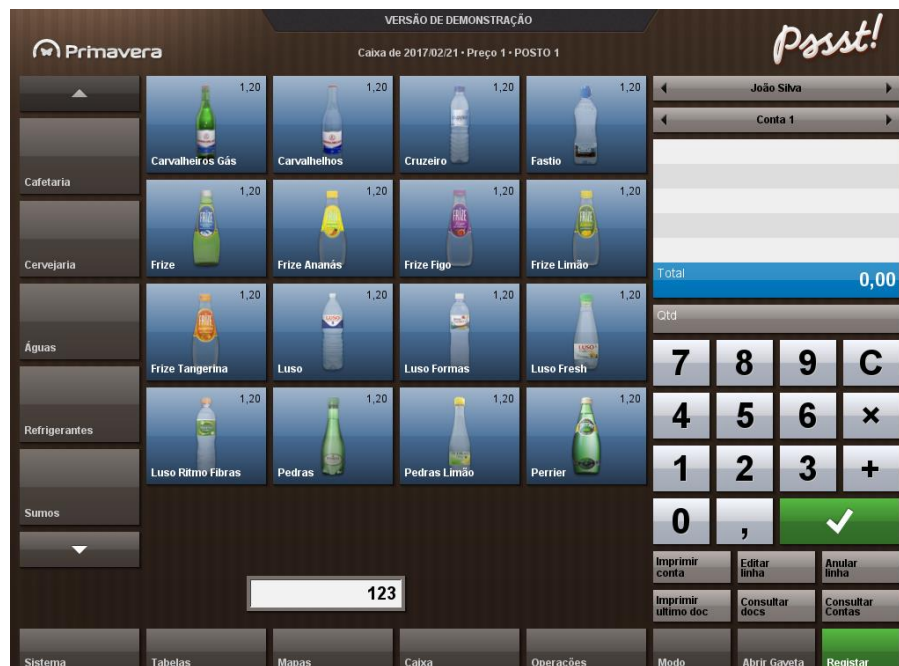 VERSÃO DE DEMONSTRAÇÃO
Primavera
Caixa de 2017/02/21 • Preço 1 • POSTO 1
Pssst!
1,20
Carvalheiros Gás
1,20
Carvalhelhos
1,20
Cruzeiro
1,20
Fastio
João Silva
Conta 1
Cafetaria
1,20
Frize
1,20
Frize Ananás
1,20
Frize Figo
1,20
Frize Limão
Cervejaria
Total 0,00
Qtd
1,20
Frize Tangerina
1,20
Luso
1,20
Luso Formas
1,20
Luso Fresh
Águas
7 8 9 C
4 5 6 ×
1 2 3 +
0 ,
1,20
Luso Ritmo Fibras
1,20
Pedras
1,20
Pedras Limão
1,20
Perrier
Refrigerantes
Sumos
123
Imprimir
conta
Editar
linha
Anular
linha
Imprimir
ultimo doc
Consultar
docs
Consultar
Contas
Sistema
Tabelas
Mapas
Caixa
Operações
Modo
Abrir Gaveta
Registar